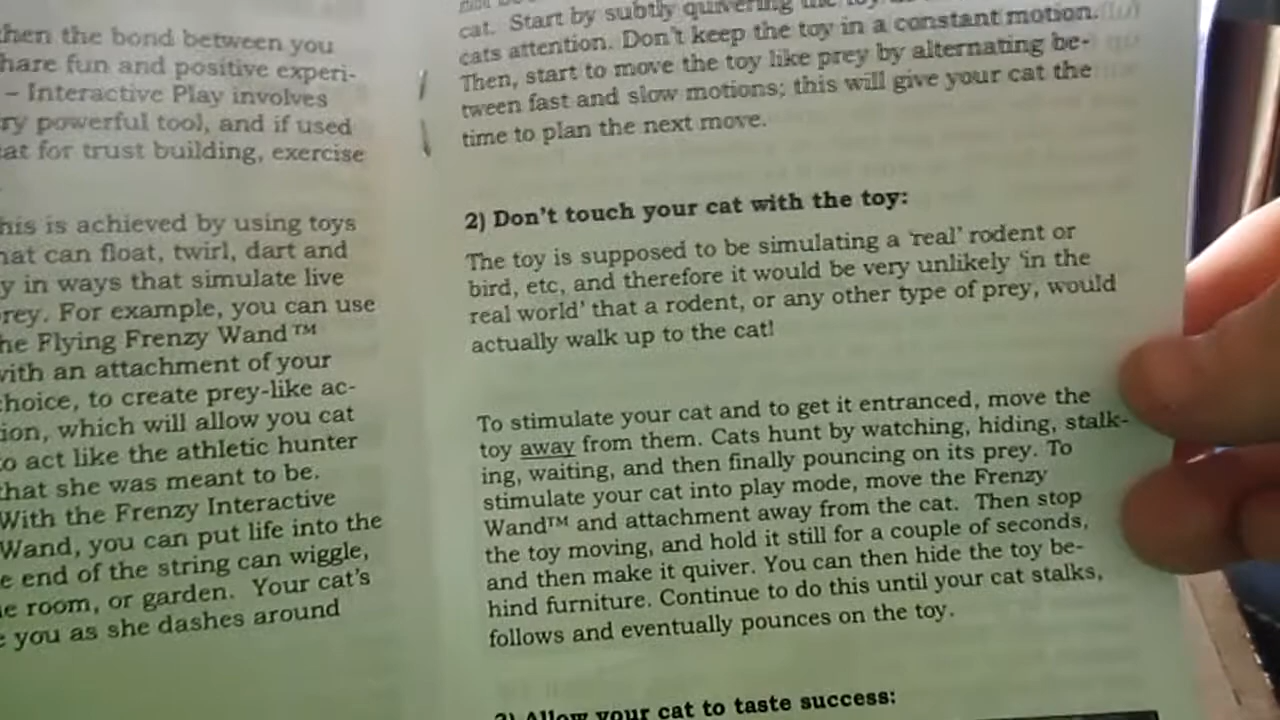 hen the bond between you
hare fun and positive experi-
– Interactive Play involves
ry powerful tool, and if used
at for trust building, exercise
his is achieved by using toys
hat can float, twirl, dart and
y in ways that simulate live
rey. For example, you can use
he Flying Frenzy Wand™
with an attachment of your
choice, to create prey-like ac-
ion, which will allow you cat
o act like the athletic hunter
that she was meant to be.
With the Frenzy Interactive
Wand, you can put life into the
e end of the string can wiggle,
e room, or garden. Your cat's
e you as she dashes around
cat. Start by subtly quivering the toy
cats attention. Don't keep the toy in a constant motion.
Then, start to move the toy like prey by alternating be-
tween fast and slow motions; this will give your cat the
time to plan the next move.
2) Don't touch your cat with the toy:
The toy is supposed to be simulating a 'real' rodent or
bird, etc, and therefore it would be very unlikely 'in the
real world' that a rodent, or any other type of prey, would
actually walk up to the cat!
To stimulate your cat and to get it entranced, move the
toy away from them. Cats hunt by watching, hiding, stalk-
ing, waiting, and then finally pouncing on its prey. To
stimulate your cat into play mode, move the Frenzy
Wand™ and attachment away from the cat. Then stop
the toy moving, and hold it still for a couple of seconds,
and then make it quiver. You can then hide the toy be-
hind furniture. Continue to do this until your cat stalks,
follows and eventually pounces on the toy.
3) Allow your cat to taste success: